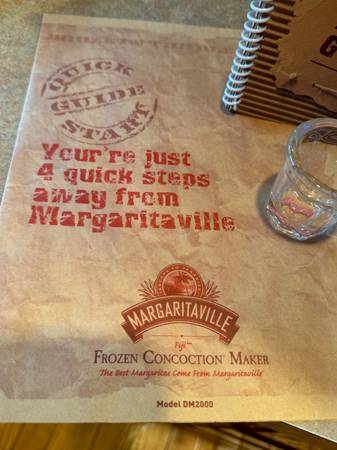 QUICK
GUIDE
START
Your're just
4 quick steps
away from
Margaritaville
MARGARITAVILLE
Fiji™
FROZEN CONCOCTION MAKER
The Best Margaritas Come From Margaritaville
Model DM2000